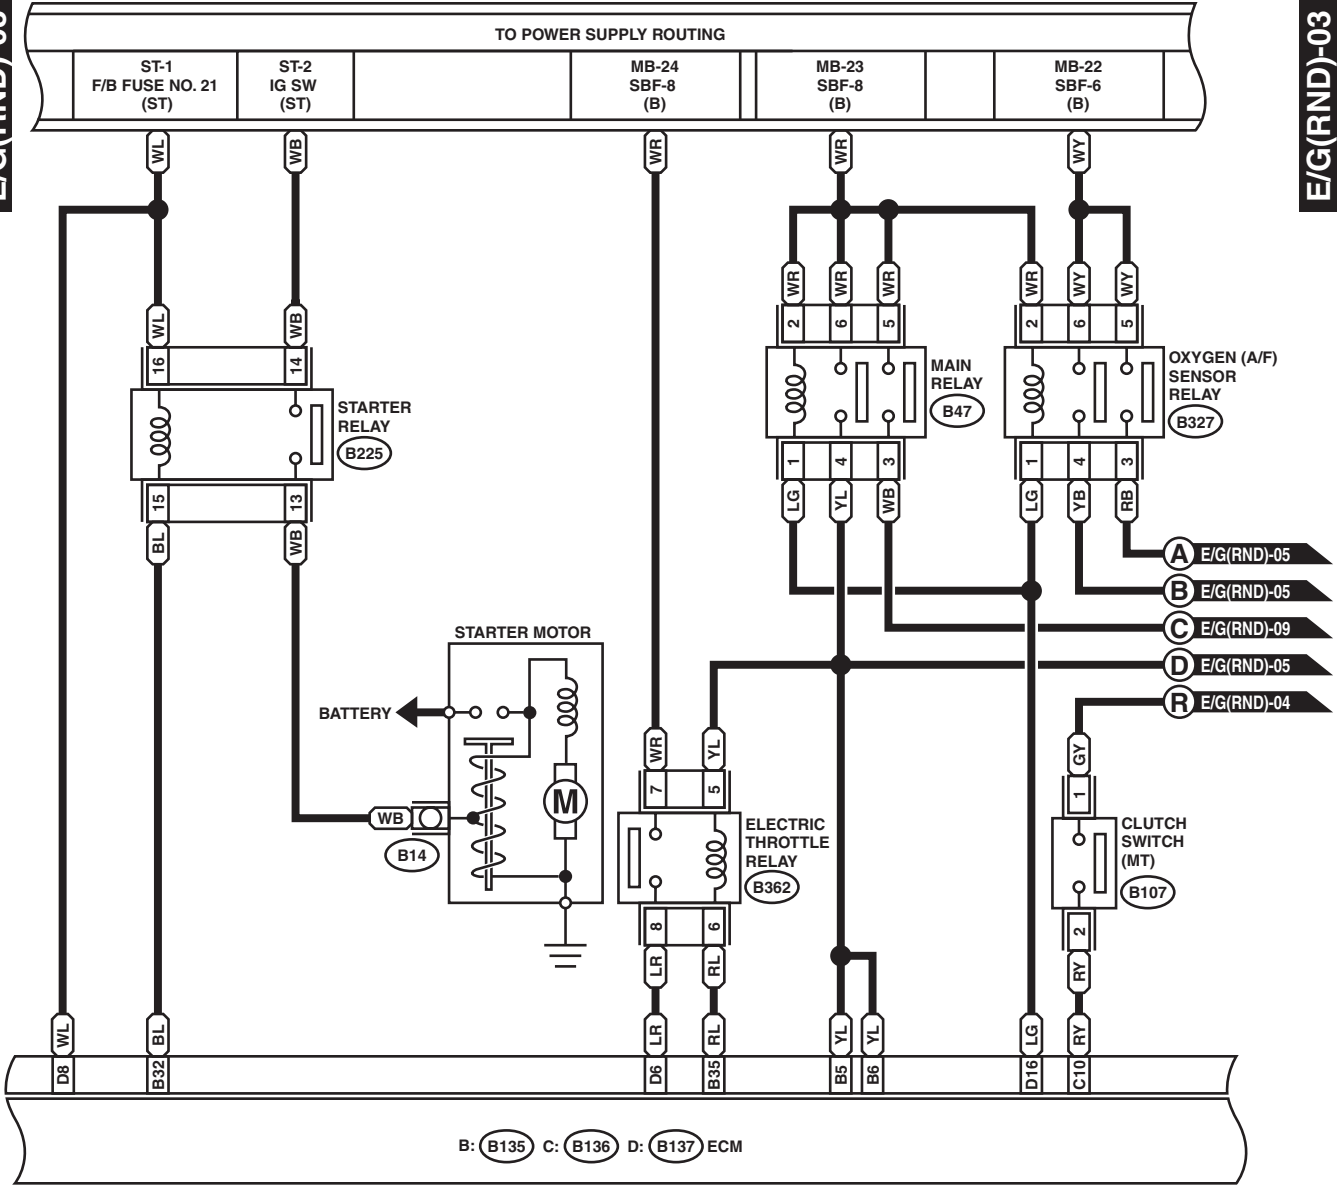 E/G(RND)-03
E/G(RND)-03
TO POWER SUPPLY ROUTING
ST-1
F/B FUSE NO. 21
(ST)
ST-2
IG SW
(ST)
MB-24
SBF-8
(B)
MB-23
SBF-8
(B)
MB-22
SBF-6
(B)
WL
WB
WR
WR
WY
WR
WR
WR
WR
WY
WY
2
6
5
2
6
5
WL
WB
16
14
STARTER
RELAY
B225
MAIN
RELAY
B47
OXYGEN (A/F)
SENSOR
RELAY
B327
1
4
3
1
4
3
LG
YL
WB
LG
YB
RB
15
13
BL
WB
A E/G(RND)-05
B E/G(RND)-05
C E/G(RND)-09
D E/G(RND)-05
R E/G(RND)-04
STARTER MOTOR
BATTERY
M
WB
B14
WR
YL
7
5
ELECTRIC
THROTTLE
RELAY
B362
8
6
LR
RL
GY
1
CLUTCH
SWITCH
(MT)
B107
2
RY
WL
BL
LR
RL
YL
YL
LG
RY
D8
B32
D6
B35
B5
B6
D16
C10
B: B135 C: B136 D: B137 ECM